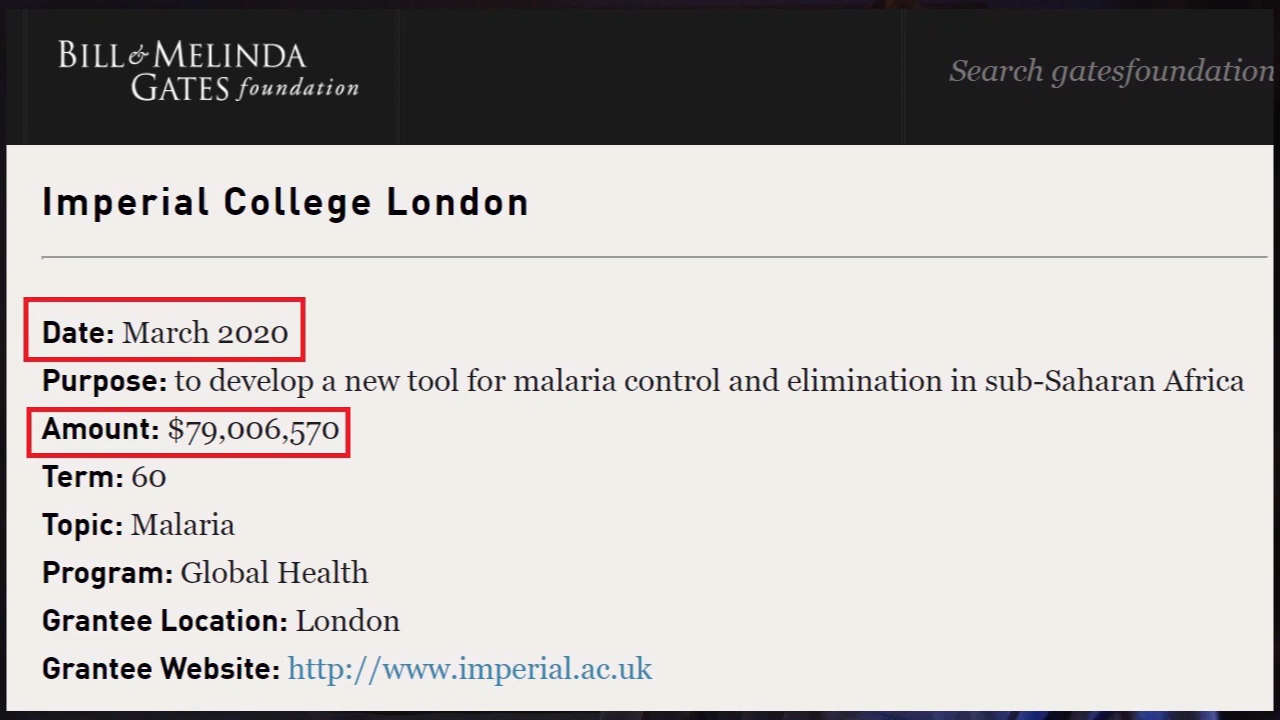 BILL & MELINDA
GATES foundation
Search gatesfoundation
Imperial College London
Date: March 2020
Purpose: to develop a new tool for malaria control and elimination in sub-Saharan Africa
Amount: $79,006,570
Term: 60
Topic: Malaria
Program: Global Health
Grantee Location: London
Grantee Website: http://www.imperial.ac.uk